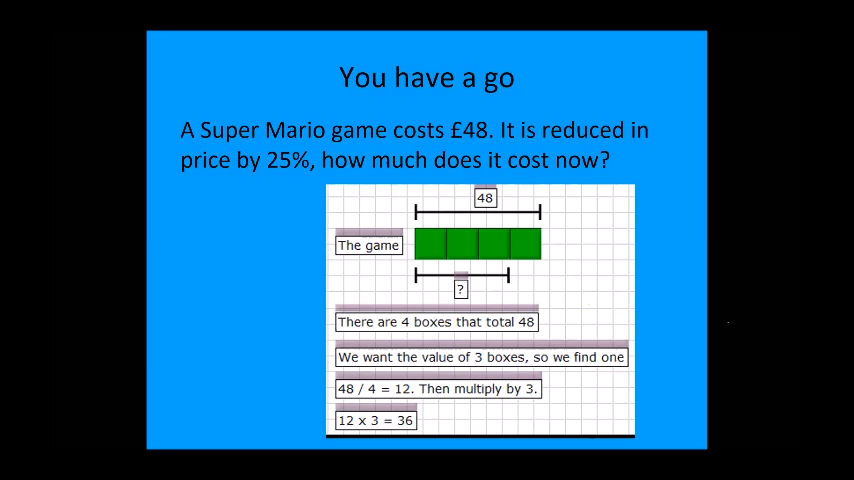 You have a go
A Super Mario game costs £48. It is reduced in
price by 25%, how much does it cost now?
48
The game
?
There are 4 boxes that total 48
We want the value of 3 boxes, so we find one
48 / 4 = 12. Then multiply by 3.
12 x 3 = 36